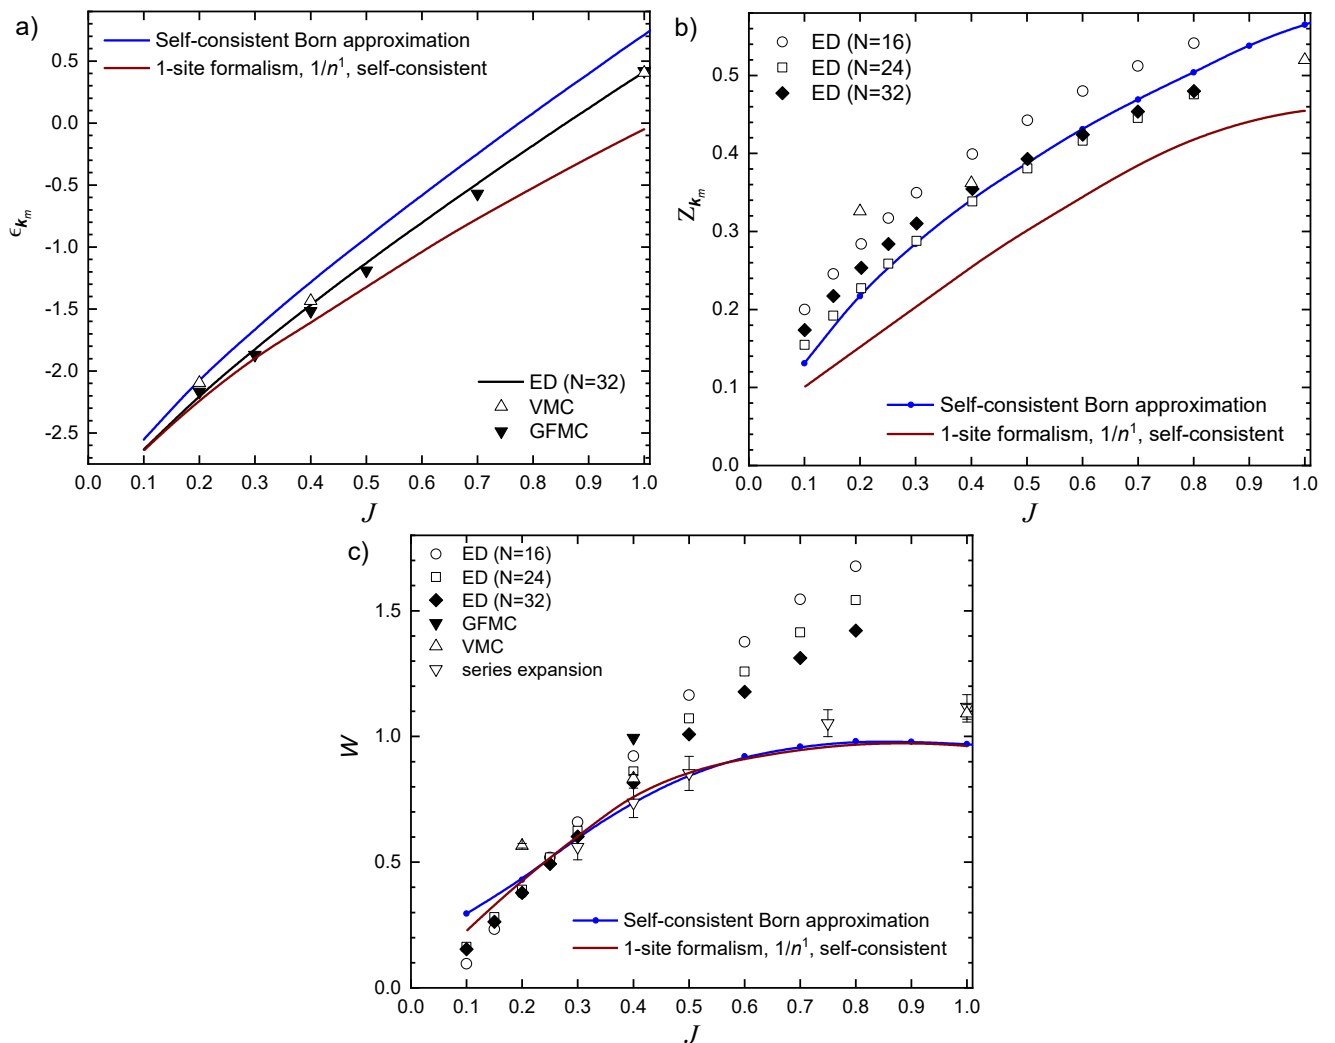 a)
Self-consistent Born approximation
1-site formalism, 1/n¹, self-consistent
0.5
0.0
-0.5
-1.0
-1.5
-2.0
-2.5
ϵ𝒌ₘ
ED (N=32)
VMC
GFMC
0.0 0.1 0.2 0.3 0.4 0.5 0.6 0.7 0.8 0.9 1.0
J
b)
ED (N=16)
ED (N=24)
ED (N=32)
0.5
0.4
0.3
0.2
0.1
0.0
Z𝒌ₘ
Self-consistent Born approximation
1-site formalism, 1/n¹, self-consistent
0.0 0.1 0.2 0.3 0.4 0.5 0.6 0.7 0.8 0.9 1.0
J
c)
ED (N=16)
ED (N=24)
ED (N=32)
GFMC
VMC
series expansion
1.5
1.0
0.5
0.0
W
Self-consistent Born approximation
1-site formalism, 1/n¹, self-consistent
0.0 0.1 0.2 0.3 0.4 0.5 0.6 0.7 0.8 0.9 1.0
J